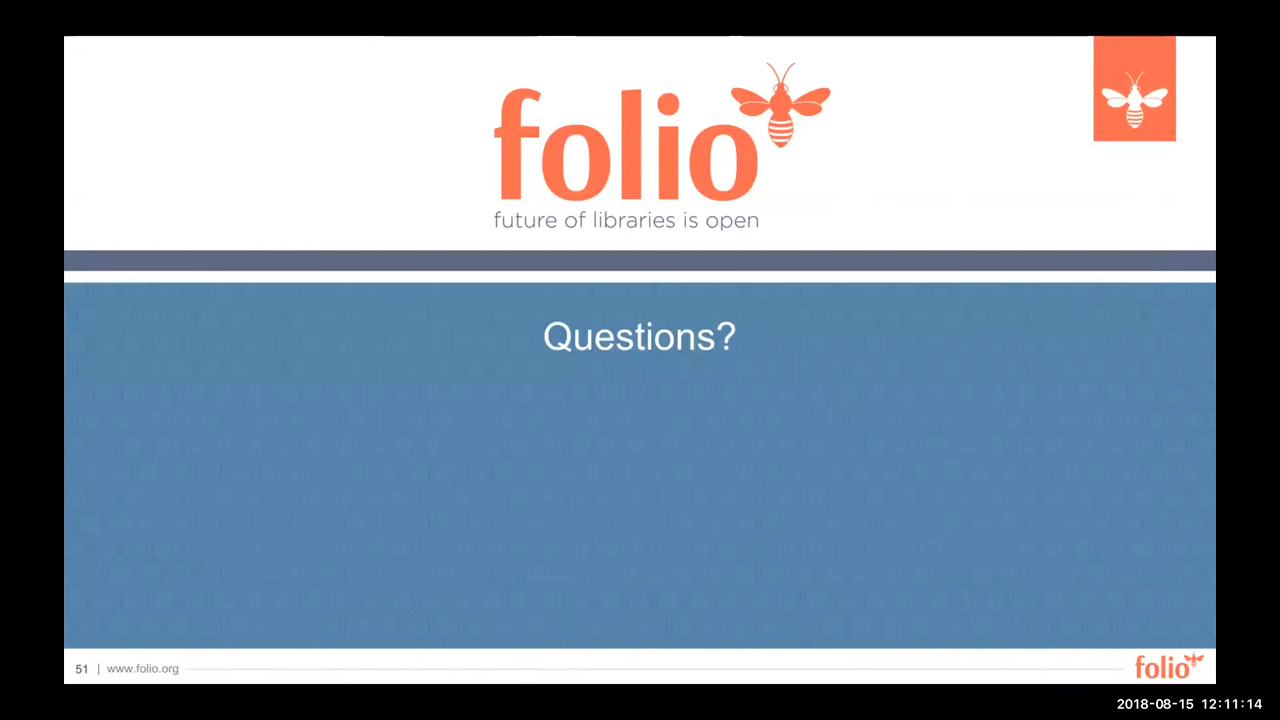 folio
future of libraries is open
Questions?
51 | www.folio.org
folio
2018-08-15 12:11:14